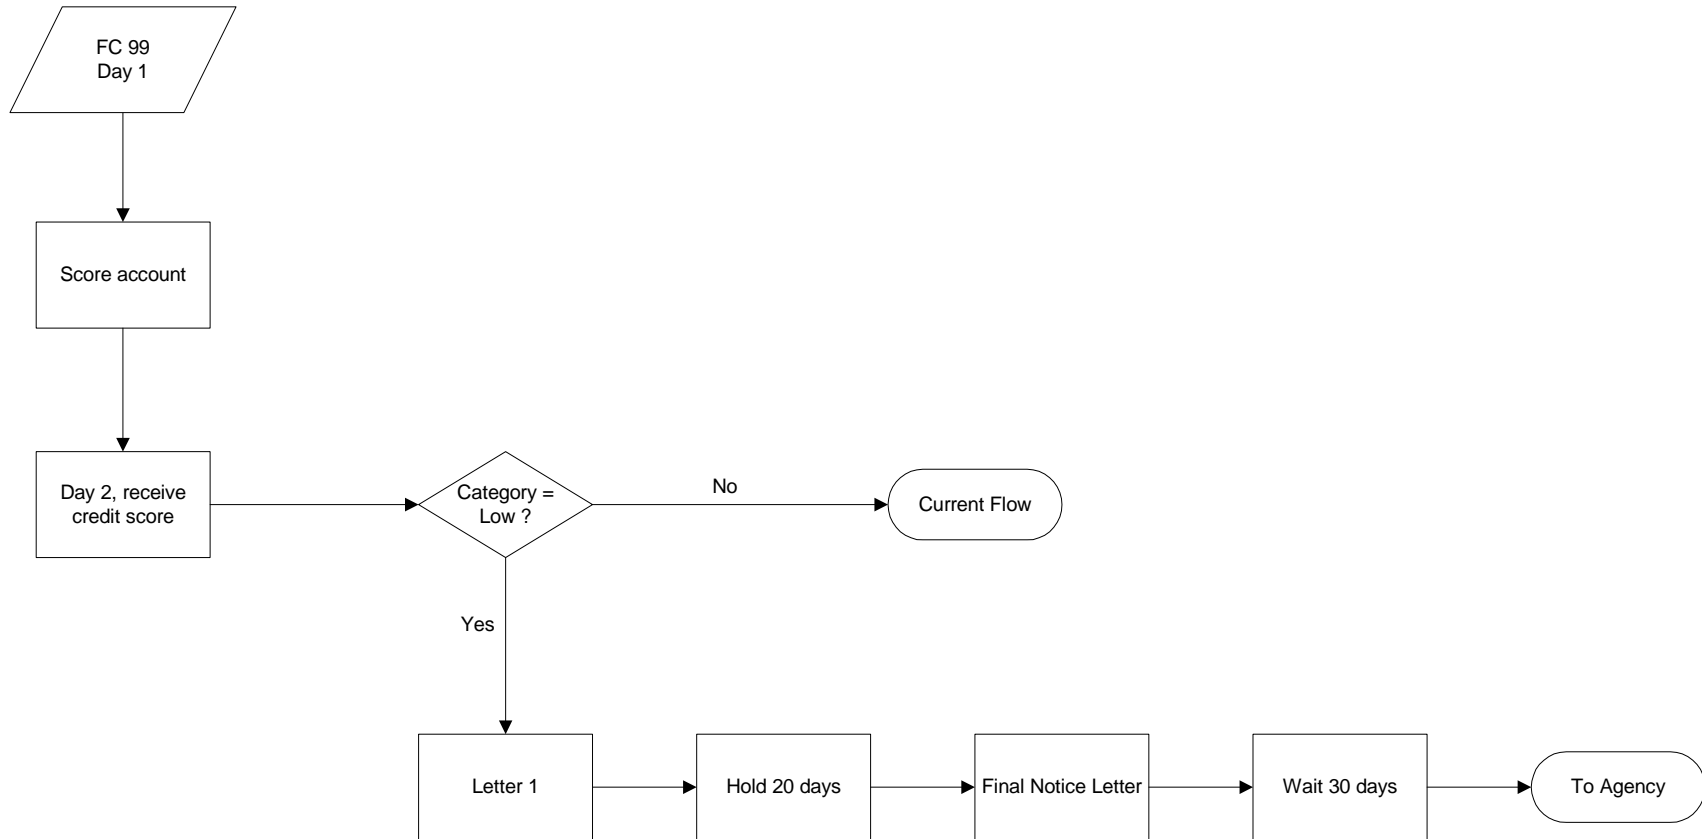 FC 99
Day 1
Score account
Day 2, receive
credit score
Category =
Low ?
No
Current Flow
Yes
Letter 1
Hold 20 days
Final Notice Letter
Wait 30 days
To Agency